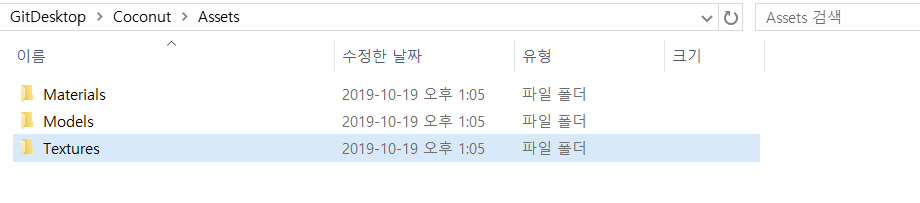 GitDesktop > Coconut > Assets Assets 검색
이름 수정한 날짜 유형 크기
Materials 2019-10-19 오후 1:05 파일 폴더
Models 2019-10-19 오후 1:05 파일 폴더
Textures 2019-10-19 오후 1:05 파일 폴더